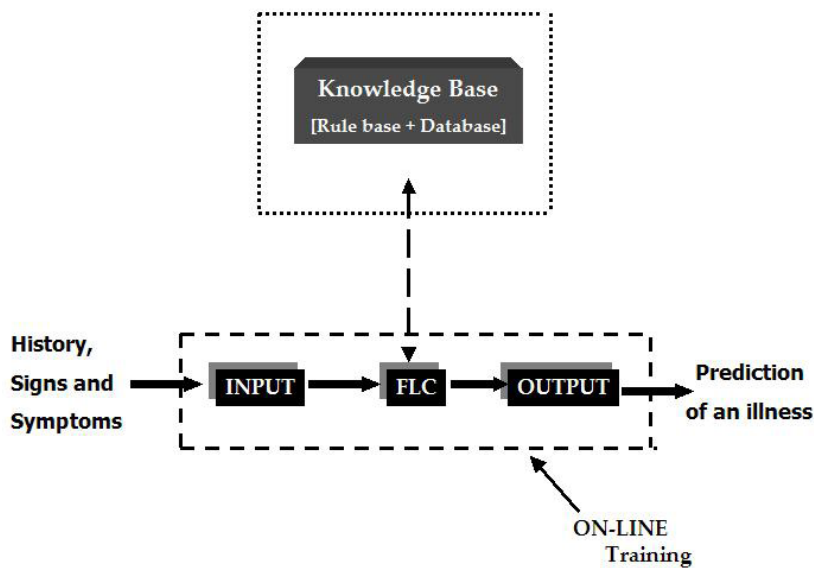 Knowledge Base
[Rule base + Database]
History,
Signs and
Symptoms
INPUT
FLC
OUTPUT
Prediction
of an illness
ON-LINE
Training